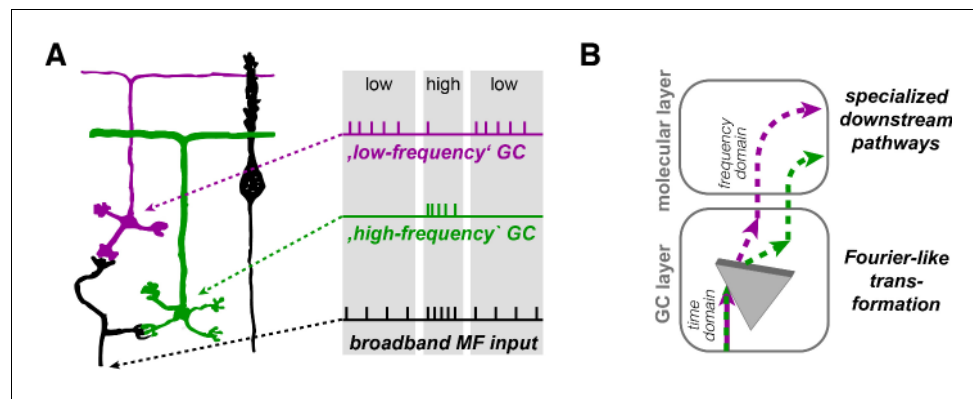 A
low
high
low
‚low-frequency‘ GC
‚high-frequency` GC
broadband MF input
B
molecular layer
GC layer
frequency
domain
time
domain
specialized
downstream
pathways
Fourier-like
trans-
formation